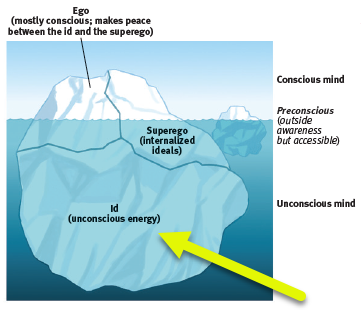 Ego
(mostly conscious; makes peace
between the id and the superego)
Conscious mind
Preconscious
(outside
awareness
but accessible)
Superego
(internalized
ideals)
Id
(unconscious energy)
Unconscious mind